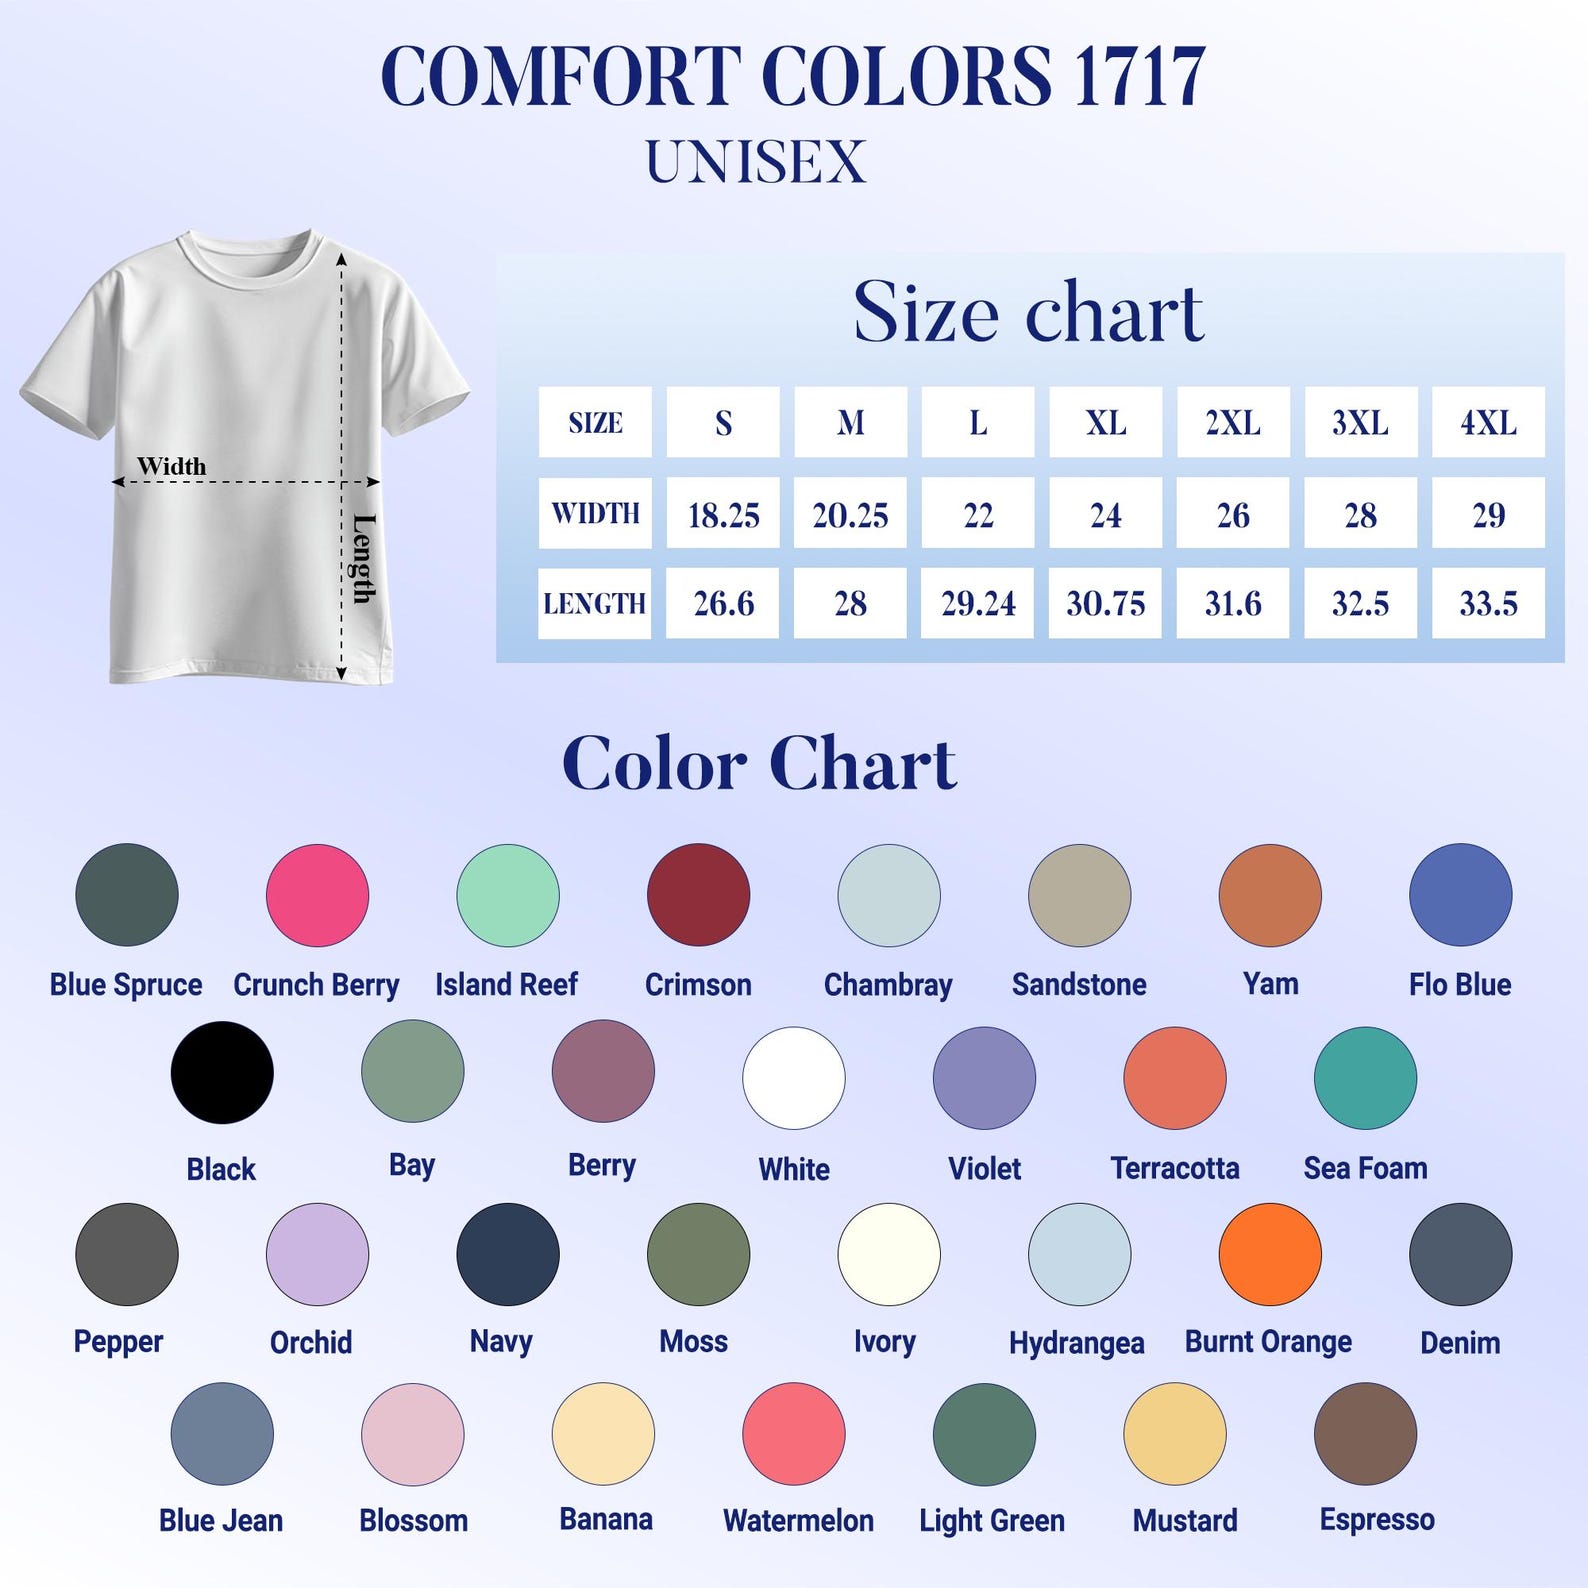 COMFORT COLORS 1717
UNISEX
Width
Length
Size chart
SIZE S M L XL 2XL 3XL 4XL
WIDTH 18.25 20.25 22 24 26 28 29
LENGTH 26.6 28 29.24 30.75 31.6 32.5 33.5
Color Chart
Blue Spruce Crunch Berry Island Reef Crimson Chambray Sandstone Yam Flo Blue
Black Bay Berry White Violet Terracotta Sea Foam
Pepper Orchid Navy Moss Ivory Hydrangea Burnt Orange Denim
Blue Jean Blossom Banana Watermelon Light Green Mustard Espresso